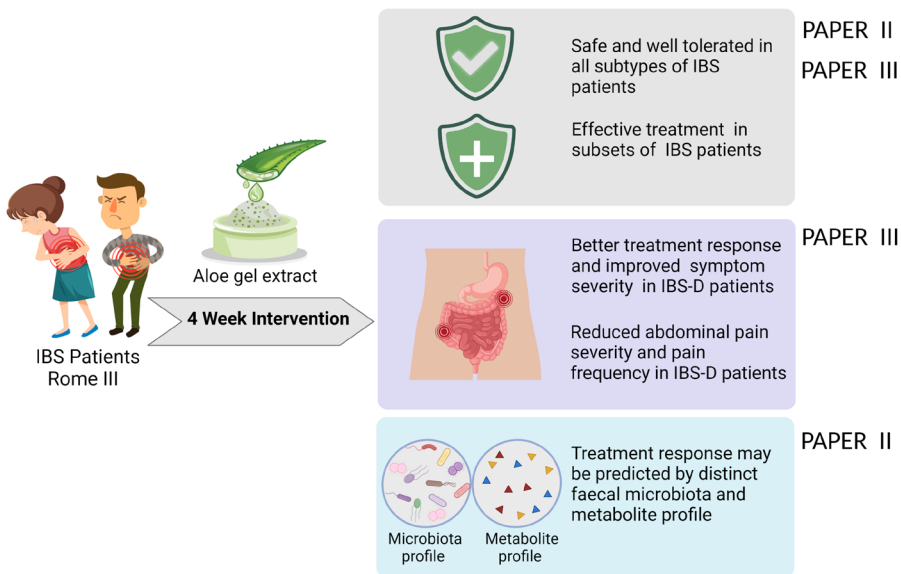 Safe and well tolerated in
all subtypes of IBS
patients
Effective treatment in
subsets of IBS patients
PAPER II
PAPER III
Aloe gel extract
4 Week Intervention
IBS Patients
Rome III
Better treatment response
and improved symptom
severity in IBS-D patients
Reduced abdominal pain
severity and pain
frequency in IBS-D patients
PAPER III
Microbiota
profile
Metabolite
profile
Treatment response may
be predicted by distinct
faecal microbiota and
metabolite profile
PAPER II